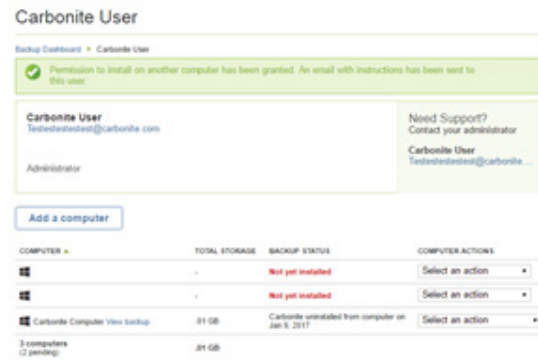 Carbonite User
Backup Dashboard Carbonite User
Permission to install on another computer has been granted. An email with instructions has been sent to
this user.
Carbonite User
Testestestestest@carbonite.com
Administrator
Need Support?
Contact your administrator
Carbonite User
Testestestestest@carbonite...
Add a computer
COMPUTER TOTAL STORAGE BACKUP STATUS COMPUTER ACTIONS
- Not yet installed Select an action
- Not yet installed Select an action
Carbonite Computer View backup .01 GB Carbonite uninstalled from computer on
Jan 9, 2017 Select an action
3 computers .01 GB
(2 pending)